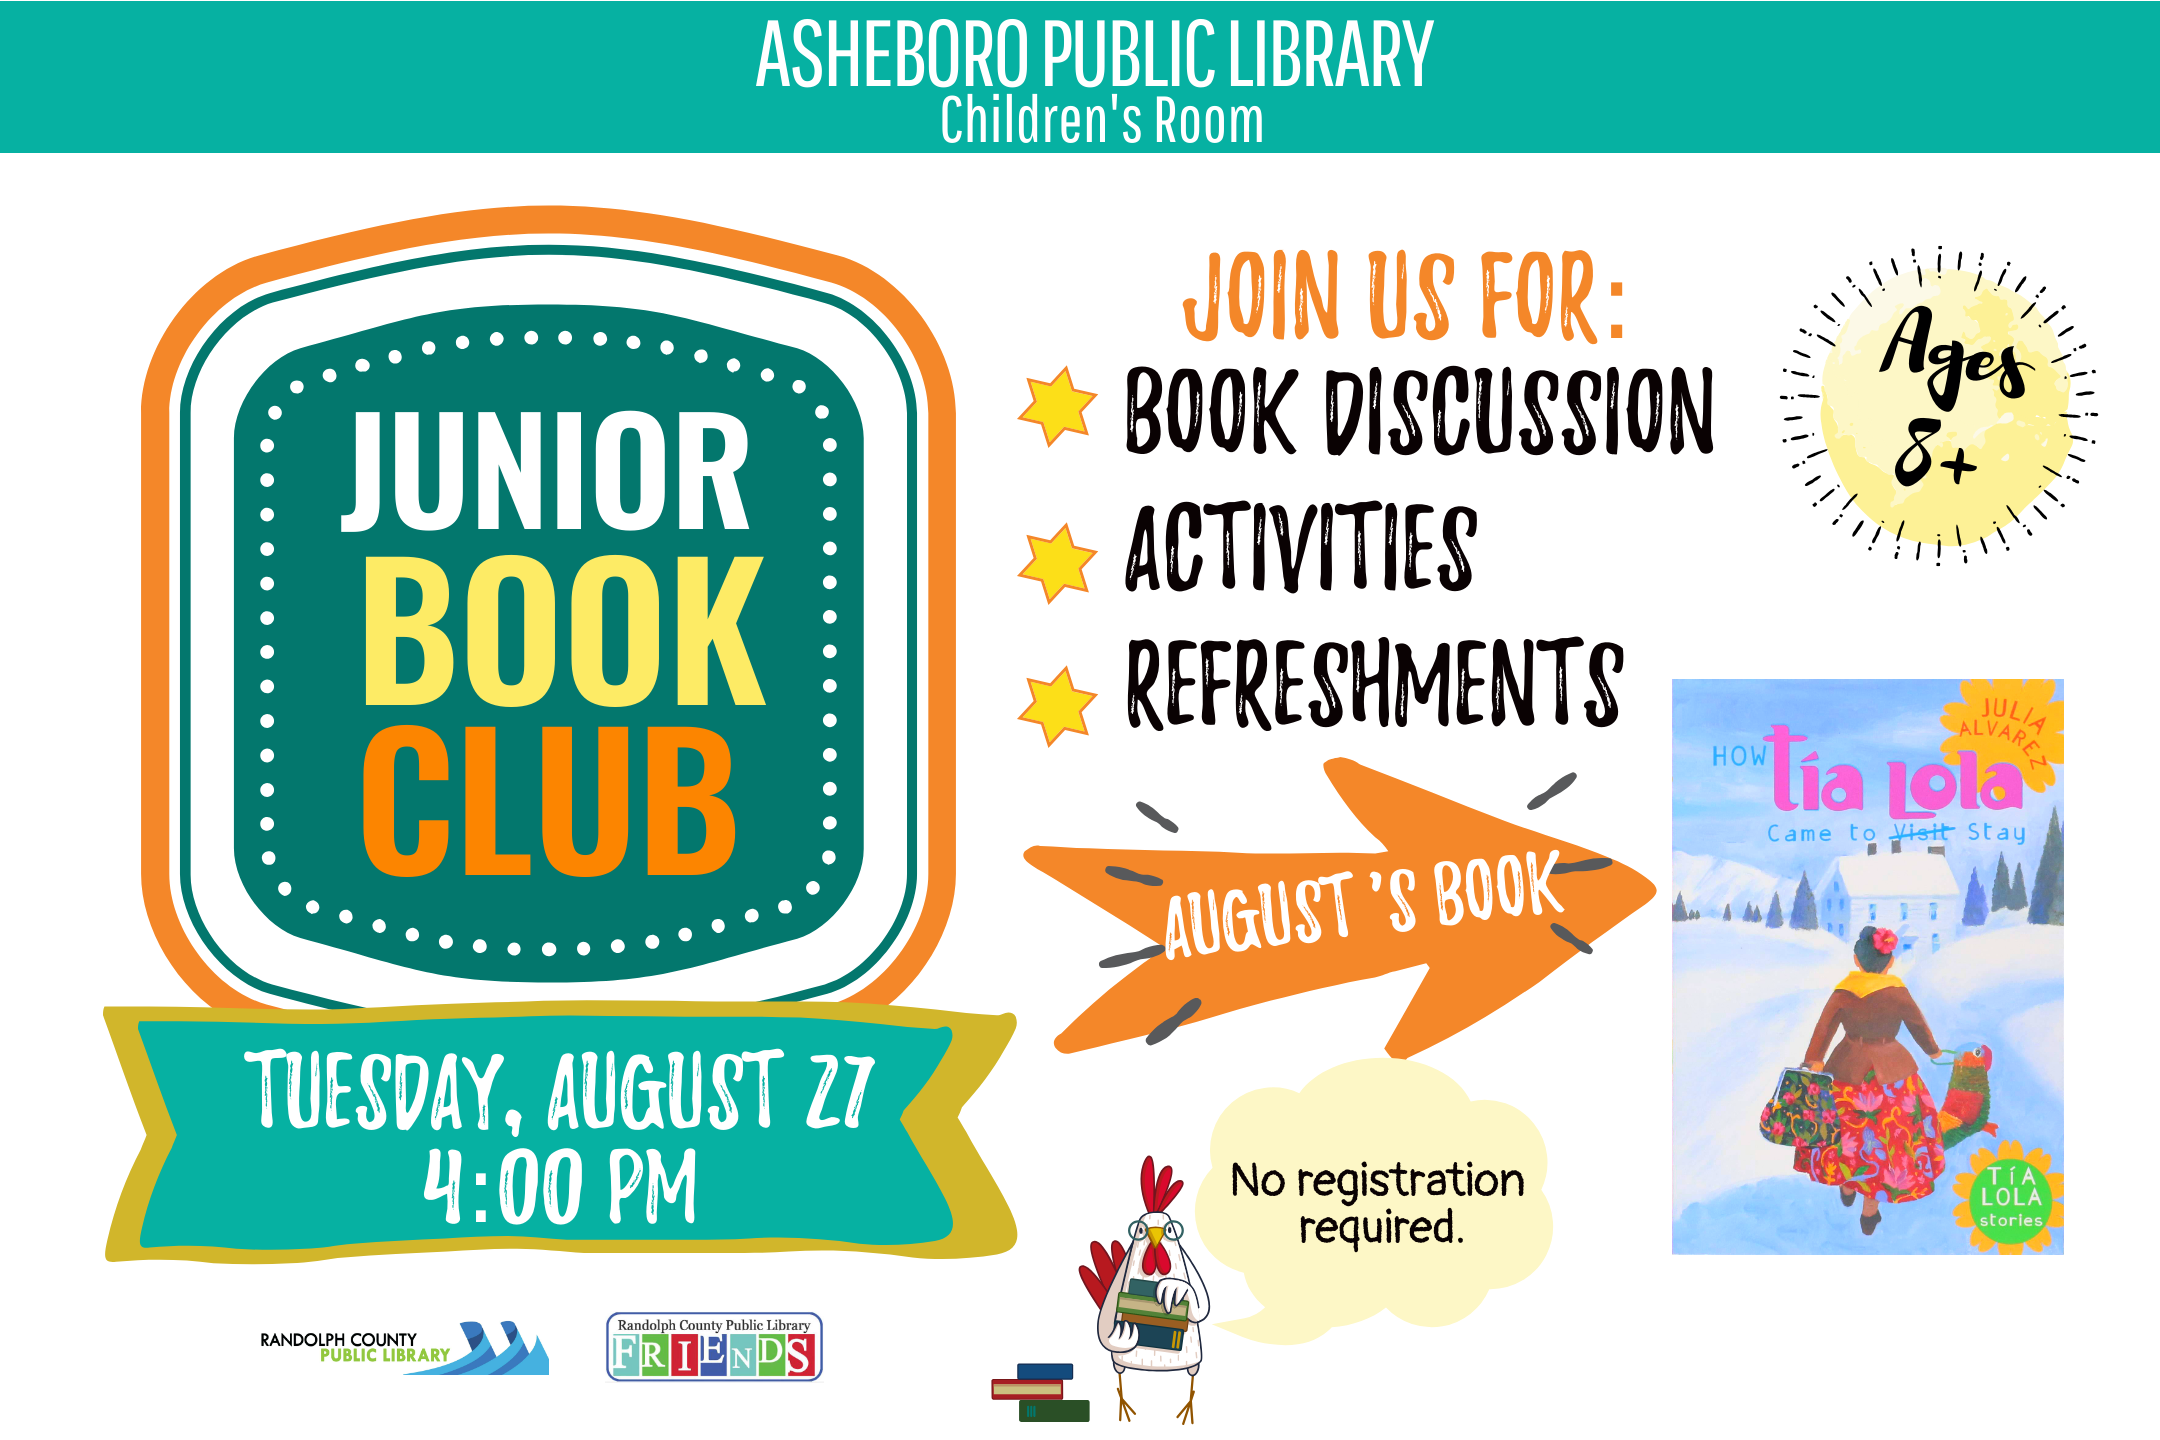 ASHEBORO PUBLIC LIBRARY
Children's Room
JUNIOR
BOOK
CLUB
TUESDAY, AUGUST 27
4:00 PM
JOIN US FOR:
BOOK DISCUSSION
ACTIVITIES
REFRESHMENTS
Ages
8+
AUGUST 'S BOOK
JULIA
ALVAREZ
HOW
tía Lola
Came to Visit Stay
TíA
LOLA
stories
No registration
required.
RANDOLPH COUNTY
PUBLIC LIBRARY
Randolph County Public Library
FRIENDS